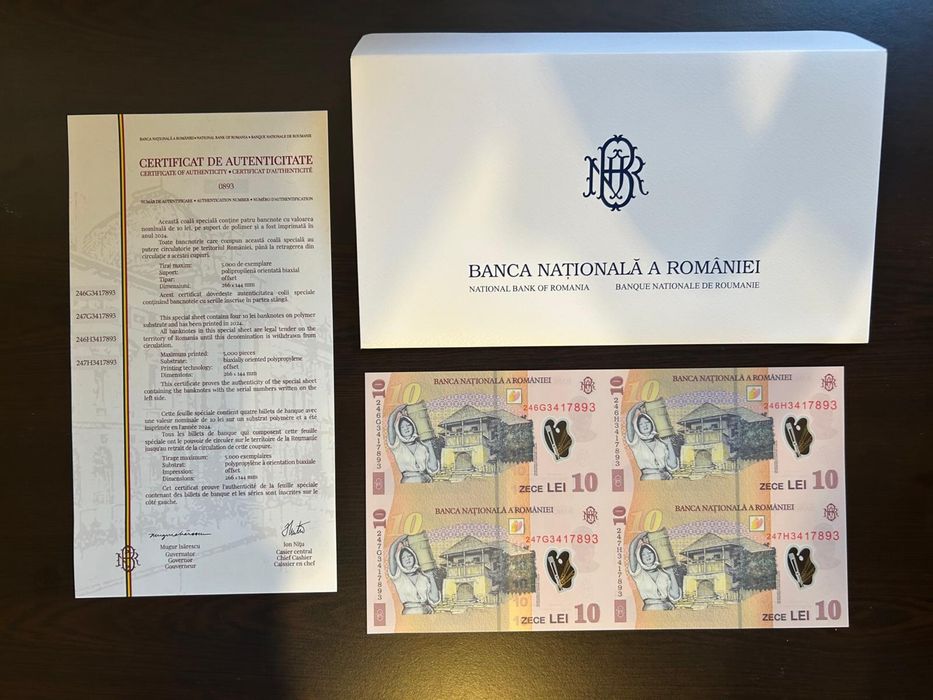 BANCA NAȚIONALĂ A ROMÂNIEI • NATIONAL BANK OF ROMANIA • BANQUE NATIONALE DE ROUMANIE
CERTIFICAT DE AUTENTICITATE
CERTIFICATE OF AUTHENTICITY • CERTIFICAT D'AUTHENTICITÉ
0893
NUMĂR DE AUTENTIFICARE • AUTHENTICATION NUMBER • NUMÉRO D'AUTHENTIFICATION
Această coală specială conține patru bancnote cu valoarea
nominală de 10 lei, pe suport de polimer și a fost imprimată în
anul 2024.
Toate bancnotele care compun această coală specială au
putere circulatorie pe teritoriul României, până la retragerea din
circulație a acestei cupiuri.
Tiraj maxim: 5.000 de exemplare
Suport: polipropilenă orientată biaxial
Tipar: offset
Dimensiuni: 266 x 144 mm
Acest certificat dovedește autenticitatea colii speciale
conținând bancnotele cu seriile înscrise în partea stângă.
246G3417893
247G3417893
246H3417893
247H3417893
This special sheet contains four 10 lei banknotes on polymer
substrate and has been printed in 2024.
All banknotes in this special sheet are legal tender on the
territory of Romania until this denomination is withdrawn from
circulation.
Maximum printed: 5,000 pieces
Substrate: biaxially oriented polypropylene
Printing technology: offset
Dimensions: 266 x 144 mm
This certificate proves the authenticity of the special sheet
containing the banknotes with the serial numbers written on the
left side.
Cette feuille spéciale contient quatre billets de banque avec
une valeur nominale de 10 lei sur un substrat polymère et a été
imprimée en l'année 2024.
Tous les billets de banque qui composent cette feuille
spéciale ont le pouvoir de circuler sur le territoire de la Roumanie
jusqu'au retrait de la circulation de cette coupure.
Tirage maximum: 5.000 exemplaires
Substrat: polypropylène à orientation biaxiale
Impression: offset
Dimensions: 266 x 144 mm
Cet certificat prouve l'authenticité de la feuille spéciale
contenant des billets de banque et les séries sont inscrites sur le
côté gauche.
Mugur Isărescu
Guvernator
Governor
Gouverneur
Ion Nițu
Casier central
Chief Cashier
Caissier en chef
BNR
BANCA NAȚIONALĂ A ROMÂNIEI
NATIONAL BANK OF ROMANIA BANQUE NATIONALE DE ROUMANIE
10
10
BANCA NAȚIONALĂ A ROMÂNIEI
246G3417893
246G3417893
ZECE LEI 10
10
10
BANCA NAȚIONALĂ A ROMÂNIEI
246H3417893
246H3417893
ZECE LEI 10
10
10
BANCA NAȚIONALĂ A ROMÂNIEI
247G3417893
247G3417893
ZECE LEI 10
10
10
BANCA NAȚIONALĂ A ROMÂNIEI
247H3417893
247H3417893
ZECE LEI 10